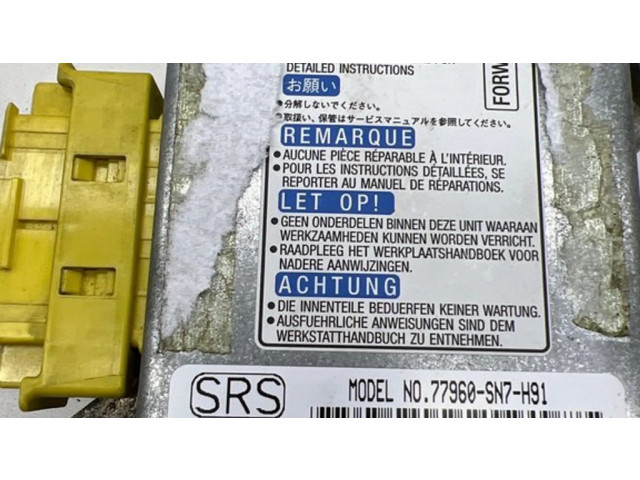 DETAILED INSTRUCTIONS
FORW
お願い
●分解しないでください。
●取扱い、保管はサービスマニュアルを参照してください。
REMARQUE
● AUCUNE PIÈCE RÉPARABLE À L'INTÉRIEUR.
● POUR LES INSTRUCTIONS DÉTAILLÉES, SE
REPORTER AU MANUEL DE RÉPARATIONS.
LET OP!
● GEEN ONDERDELEN BINNEN DEZE UNIT WAARAAN
WERKZAAMHEDEN KUNNEN WORDEN VERRICHT.
● RAADPLEEG HET WERKPLAATSHANDBOEK VOOR
NADERE AANWIJZINGEN.
ACHTUNG
● DIE INNENTEILE BEDUERFEN KEINER WARTUNG.
● AUSFUEHRLICHE ANWEISUNGEN SIND DEM
WERKSTATTHANDBUCH ZU ENTNEHMEN.
SRS
MODEL NO.77960-SN7-H91